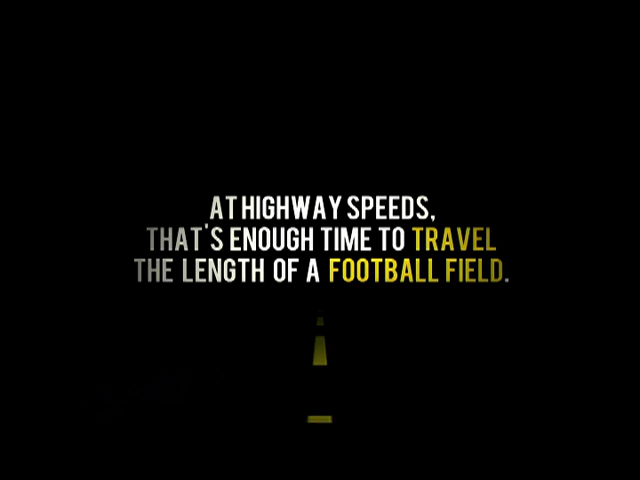 AT HIGHWAY SPEEDS,
THAT'S ENOUGH TIME TO TRAVEL
THE LENGTH OF A FOOTBALL FIELD.